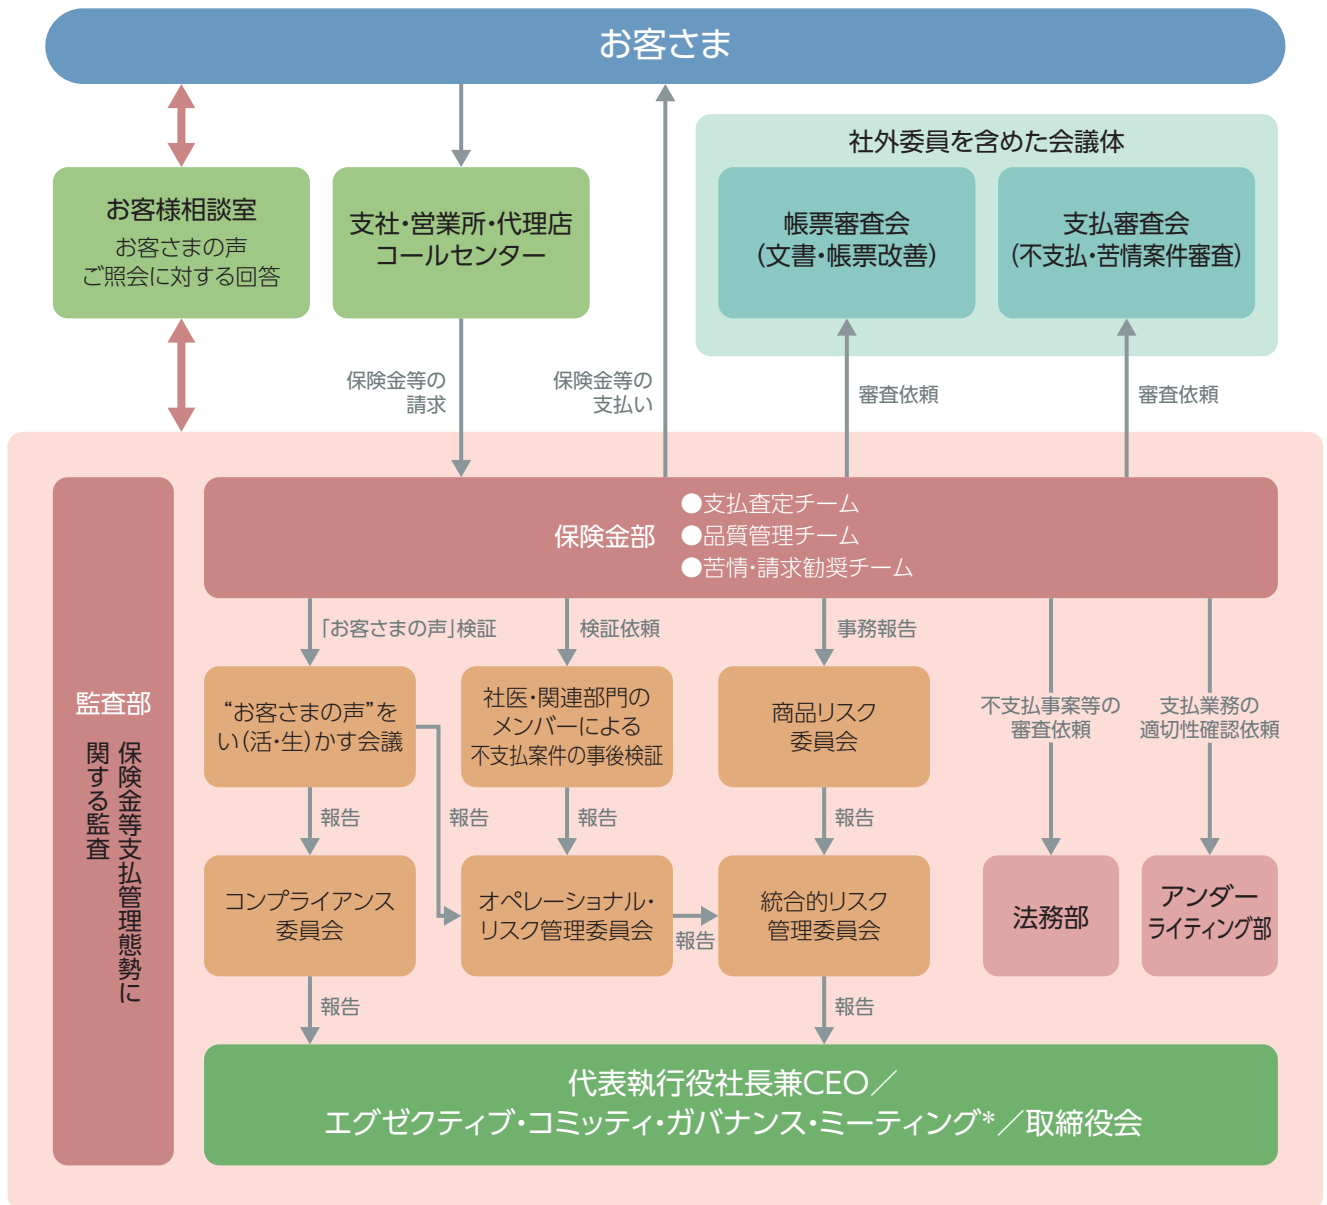 お客さま
お客様相談室
お客さまの声
ご照会に対する回答
支社・営業所・代理店
コールセンター
社外委員を含めた会議体
帳票審査会
（文書・帳票改善）
支払審査会
（不支払・苦情案件審査）
保険金等の
請求
保険金等の
支払い
審査依頼
審査依頼
監査部
保険金等支払管理態勢に
関する監査
保険金部
●支払査定チーム
●品質管理チーム
●苦情・請求勧奨チーム
「お客さまの声」検証
検証依頼
事務報告
不支払事案等の
審査依頼
支払業務の
適切性確認依頼
“お客さまの声”を
い（活・生）かす会議
社医・関連部門の
メンバーによる
不支払案件の事後検証
商品リスク
委員会
報告
報告
報告
報告
コンプライアンス
委員会
オペレーショナル・
リスク管理委員会
報告
統合的リスク
管理委員会
法務部
アンダー
ライティング部
報告
報告
代表執行役社長兼CEO／
エグゼクティブ・コミッティ・ガバナンス・ミーティング*／取締役会